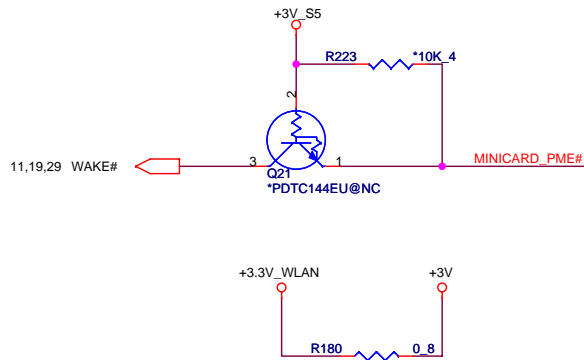 +3V_S5
R223 *10K_4
2
11,19,29 WAKE# 3 1 MINICARD_PME#
Q21
*PDTC144EU@NC
+3.3V_WLAN +3V
R180 0_8